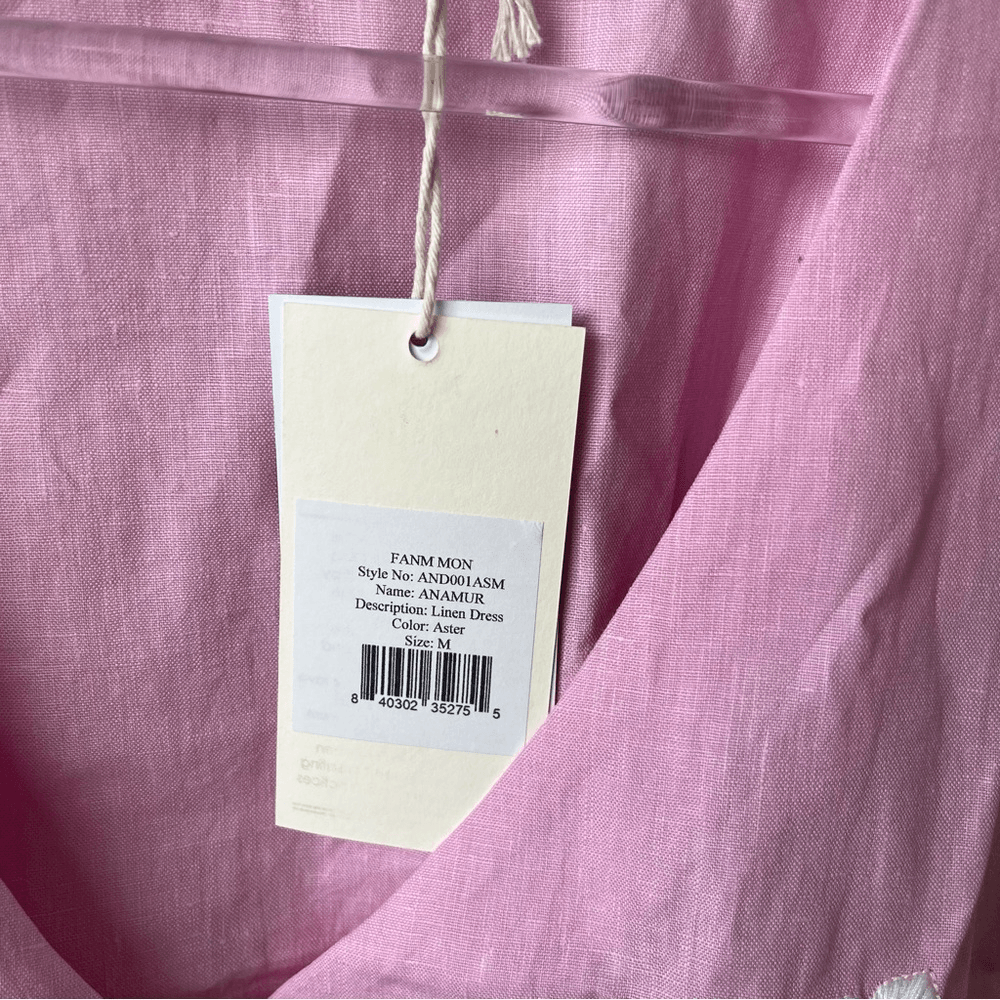 FANM MON
Style No: AND001ASM
Name: ANAMUR
Description: Linen Dress
Color: Aster
Size: M
8 40302 35275 5